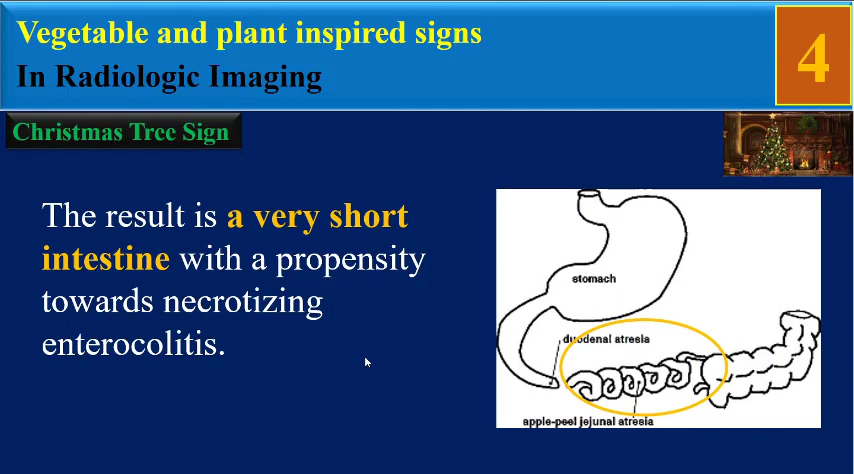 Vegetable and plant inspired signs
In Radiologic Imaging
4
Christmas Tree Sign
The result is a very short
intestine with a propensity
towards necrotizing
enterocolitis.
stomach
duodenal atresia
apple-peel jejunal atresia